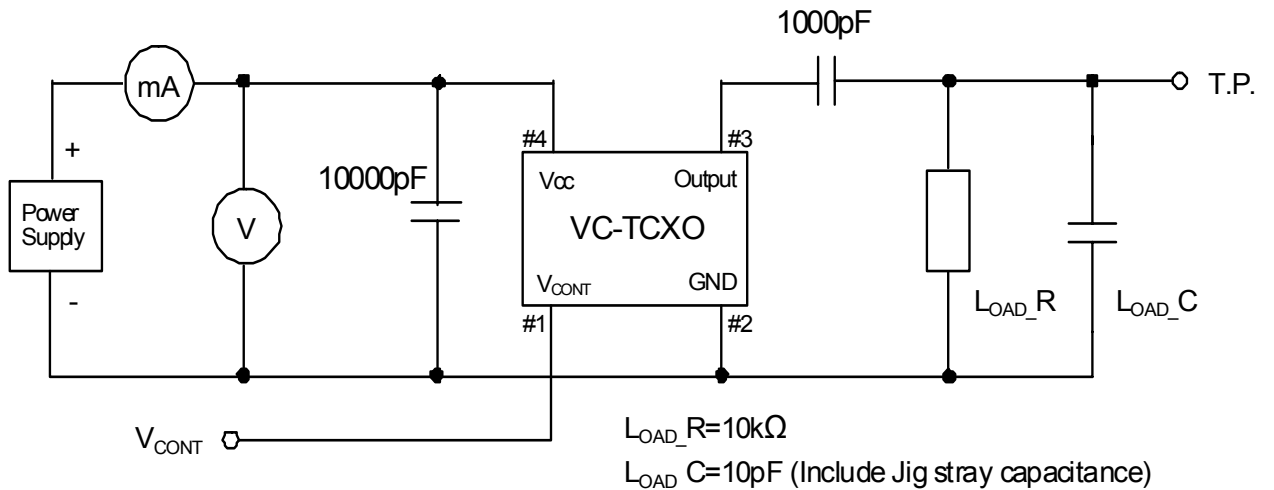 1000pF
mA
T.P.
+
#4
#3
10000pF
Vcc
Output
Power
Supply
V
VC-TCXO
-
VCONT
GND
#1
#2
LOAD_R
LOAD_C
VCONT
LOAD_R=10kΩ
LOAD C=10pF (Include Jig stray capacitance)